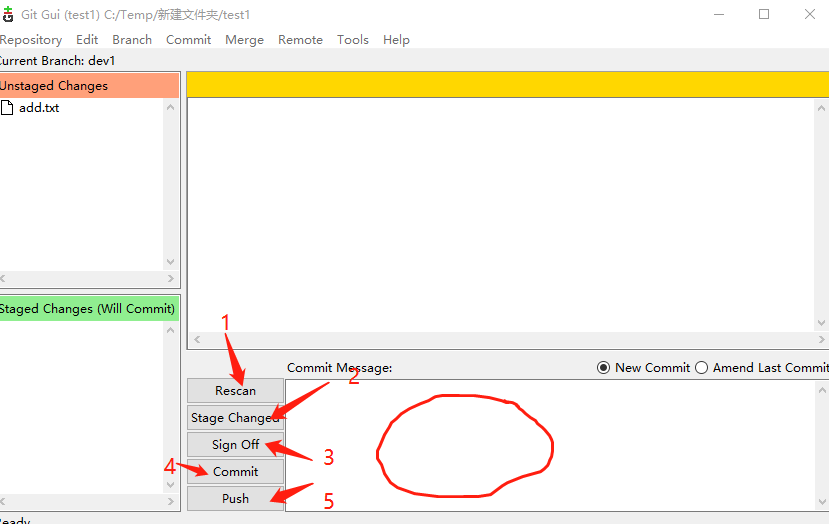 Git Gui (test1) C:/Temp/新建文件夹/test1
Repository Edit Branch Commit Merge Remote Tools Help
Current Branch: dev1
Unstaged Changes
add.txt
Staged Changes (Will Commit)
1
Commit Message:
2
New Commit
Amend Last Commit
Rescan
Stage Changed
Sign Off
3
4
Commit
Push
5
Ready